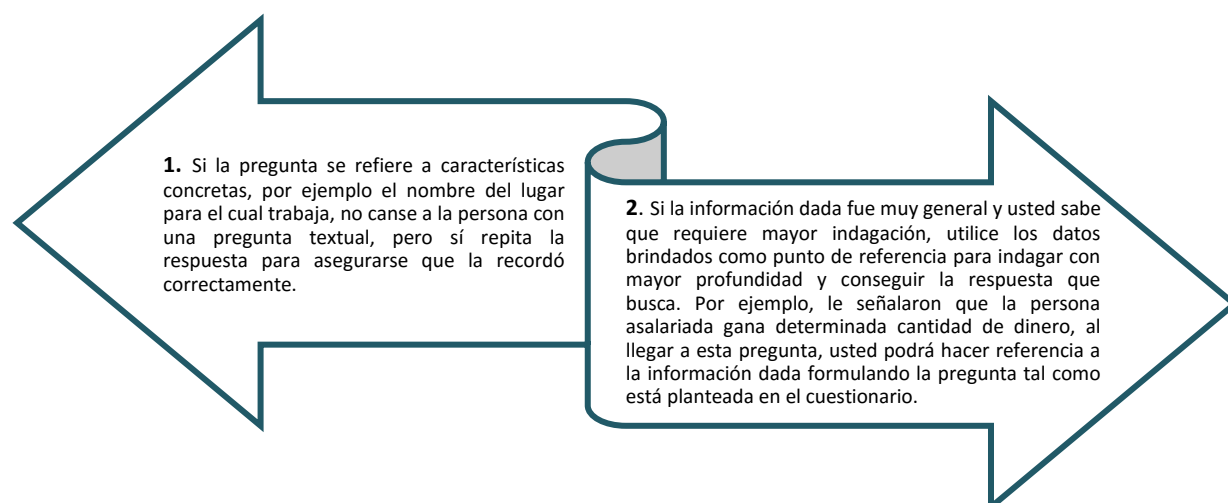 1. Si la pregunta se refiere a características
concretas, por ejemplo el nombre del lugar
para el cual trabaja, no canse a la persona con
una pregunta textual, pero sí repita la
respuesta para asegurarse que la recordó
correctamente.
2. Si la información dada fue muy general y usted sabe
que requiere mayor indagación, utilice los datos
brindados como punto de referencia para indagar con
mayor profundidad y conseguir la respuesta que
busca. Por ejemplo, le señalaron que la persona
asalariada gana determinada cantidad de dinero, al
llegar a esta pregunta, usted podrá hacer referencia a
la información dada formulando la pregunta tal como
está planteada en el cuestionario.